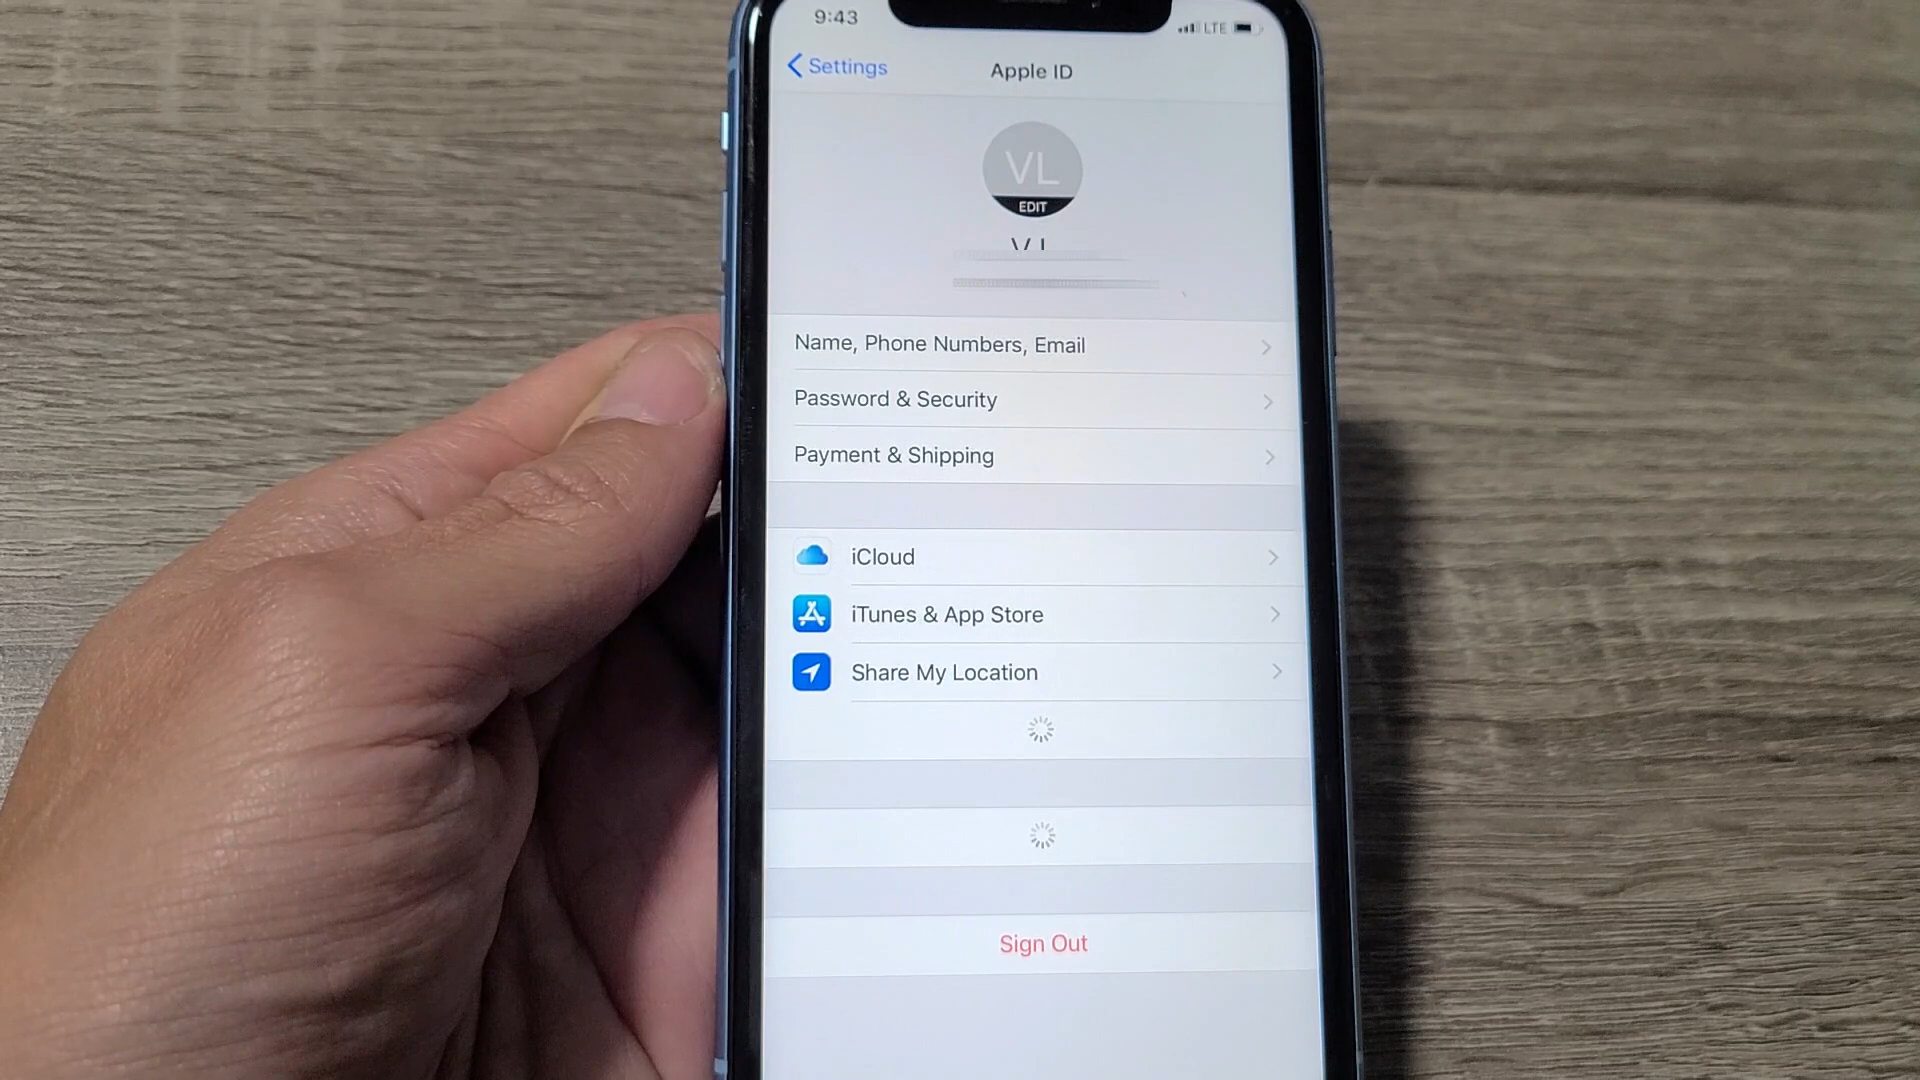 9:43
LTE
Settings
Apple ID
VL
EDIT
Name, Phone Numbers, Email
Password & Security
Payment & Shipping
iCloud
iTunes & App Store
Share My Location
Sign Out